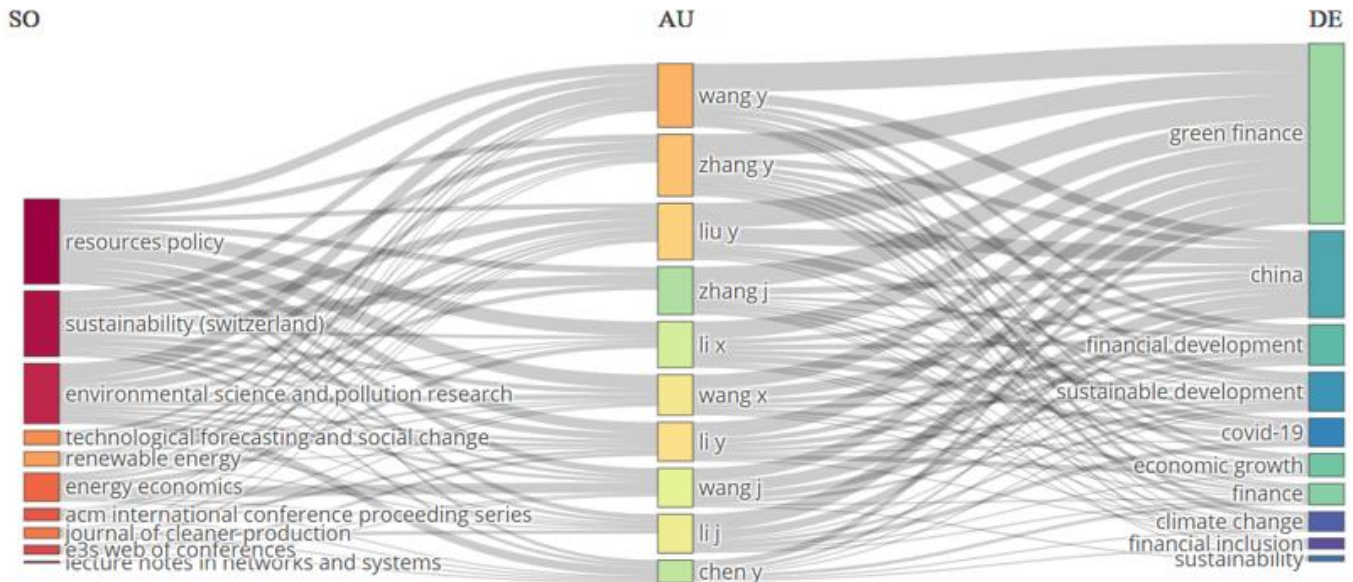 SO
AU
DE
resources policy
sustainability (switzerland)
environmental science and pollution research
technological forecasting and social change
renewable energy
energy economics
acm international conference proceeding series
journal of cleaner production
e3s web of conferences
lecture notes in networks and systems
wang y
zhang y
liu y
zhang j
li x
wang x
li y
wang j
li j
chen y
green finance
china
financial development
sustainable development
covid-19
economic growth
finance
climate change
financial inclusion
sustainability